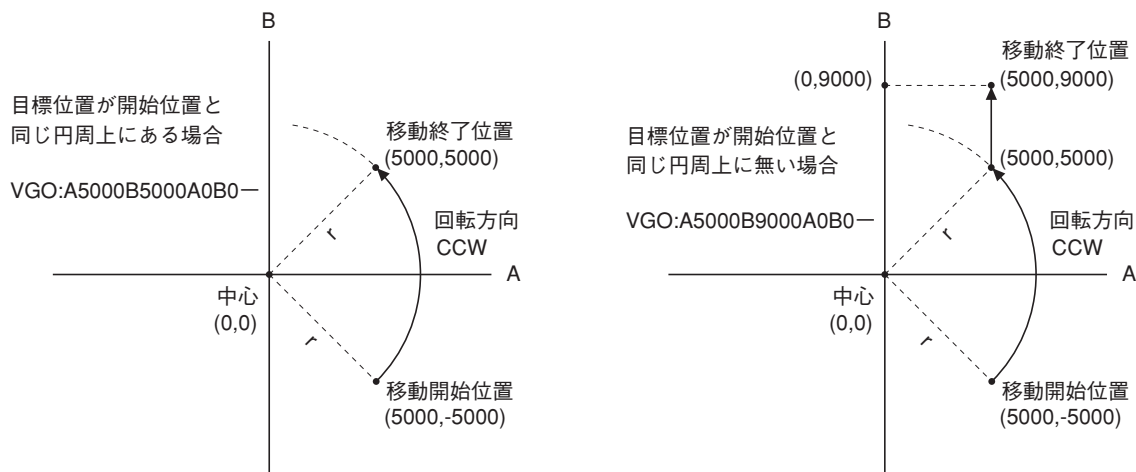 B
目標位置が開始位置と
同じ円周上にある場合
VGO:A5000B5000A0B0—
移動終了位置
(5000,5000)
r
回転方向
CCW
A
中心
(0,0)
r
移動開始位置
(5000,-5000)
B
移動終了位置
(0,9000)
(5000,9000)
目標位置が開始位置と
同じ円周上に無い場合
(5000,5000)
VGO:A5000B9000A0B0—
r
回転方向
CCW
A
中心
(0,0)
r
移動開始位置
(5000,-5000)